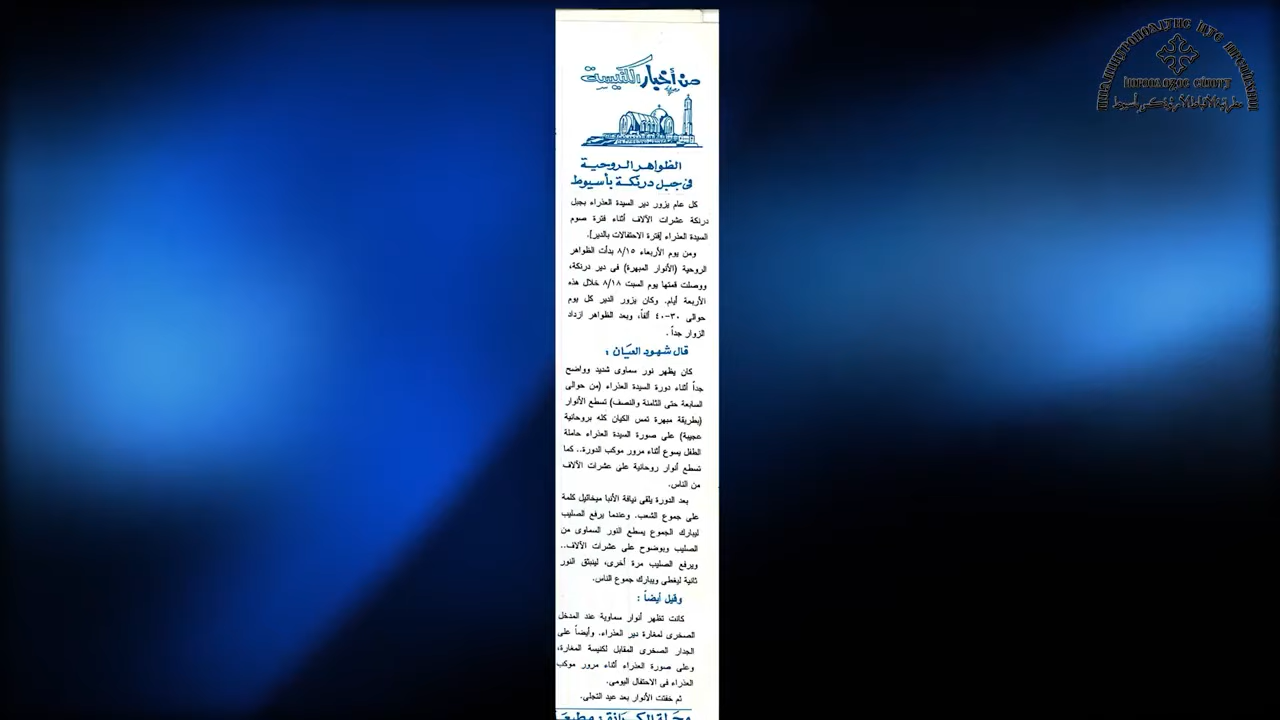 من أخبار الكنيسة
الظواهر الروحية
فى جبل درنكة بأسيوط
كل عام يزور دير السيدة العذراء بجبل
درنكة عشرات الآلاف أثناء فترة صوم
السيدة العذراء [فترة الاحتفالات بالدير].
ومن يوم الأربعاء ٨/١٥ بدأت الظواهر
الروحية (الأنوار المبهرة) فى دير درنكة،
ووصلت قمتها يوم السبت ٨/١٨ خلال هذه
الأربعة أيام. وكان يزور الدير كل يوم
حوالى ٣٠-٤٠ ألفاً، وبعد الظواهر ازداد
الزوار جداً .
قال شهود العيان :
كان يظهر نور سماوى شديد وواضح
جداً أثناء دورة السيدة العذراء (من حوالى
السابعة حتى الثامنة والنصف) تسطع الأنوار
(بطريقة مبهرة تمس الكيان كله بروحانية
عجيبة) على صورة السيدة العذراء حاملة
الطفل يسوع أثناء مرور موكب الدورة.. كما
تسطع أنوار روحانية على عشرات الآلاف
من الناس.
بعد الدورة يلقى نيافة الأنبا ميخائيل كلمة
على جموع الشعب. وعندما يرفع الصليب
ليبارك الجموع يسطع النور السماوى من
الصليب وبوضوح على عشرات الآلاف..
ويرفع الصليب مرة أخرى، لينبثق النور
ثانية ليغطى ويبارك جموع الناس.
وقيل أيضاً :
كانت تظهر أنوار سماوية عند المدخل
الصخرى لمغارة دير العذراء. وأيضاً على
الجدار الصخرى المقابل لكنيسة المغارة،
وعلى صورة العذراء أثناء مرور موكب
العذراء فى الاحتفال اليومى.
ثم خفتت الأنوار بعد عيد التجلى.